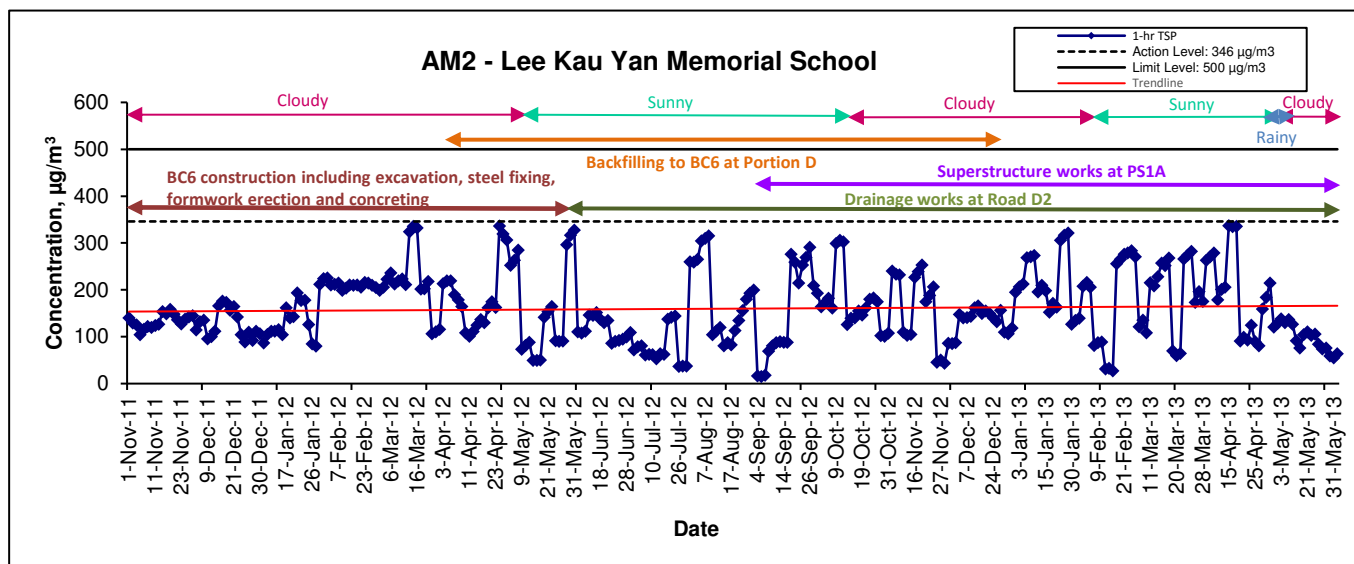 AM2 - Lee Kau Yan Memorial School
1-hr TSP
Action Level: 346 µg/m3
Limit Level: 500 µg/m3
Trendline
Concentration, µg/m³
600
500
400
300
200
100
0
Cloudy
Sunny
Cloudy
Sunny
Cloudy
Rainy
Backfilling to BC6 at Portion D
BC6 construction including excavation, steel fixing,
formwork erection and concreting
Superstructure works at PS1A
Drainage works at Road D2
1-Nov-11
11-Nov-11
23-Nov-11
9-Dec-11
21-Dec-11
30-Dec-11
17-Jan-12
26-Jan-12
7-Feb-12
23-Feb-12
6-Mar-12
16-Mar-12
3-Apr-12
11-Apr-12
23-Apr-12
9-May-12
21-May-12
31-May-12
18-Jun-12
28-Jun-12
10-Jul-12
26-Jul-12
7-Aug-12
17-Aug-12
4-Sep-12
14-Sep-12
26-Sep-12
9-Oct-12
19-Oct-12
31-Oct-12
16-Nov-12
27-Nov-12
7-Dec-12
24-Dec-12
3-Jan-13
15-Jan-13
30-Jan-13
9-Feb-13
21-Feb-13
11-Mar-13
20-Mar-13
28-Mar-13
15-Apr-13
25-Apr-13
3-May-13
21-May-13
31-May-13
Date